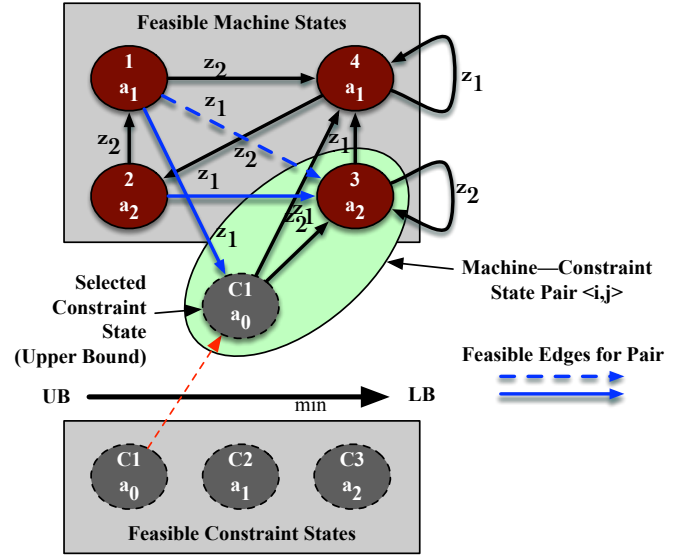 Feasible Machine States
1
a1
z2
4
a1
z1
z1
z2
z2
z1
2
a2
z1
3
a2
z2
z1
z2
z1
Selected
Constraint
State
(Upper Bound)
C1
a0
Machine—Constraint
State Pair <i,j>
Feasible Edges for Pair
UB
min
LB
C1
a0
C2
a1
C3
a2
Feasible Constraint States